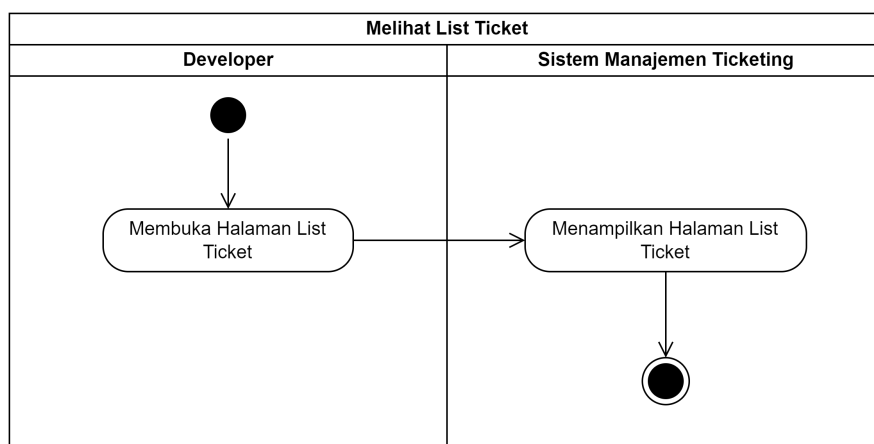 Melihat List Ticket
Developer
Sistem Manajemen Ticketing
Membuka Halaman List
Ticket
Menampilkan Halaman List
Ticket